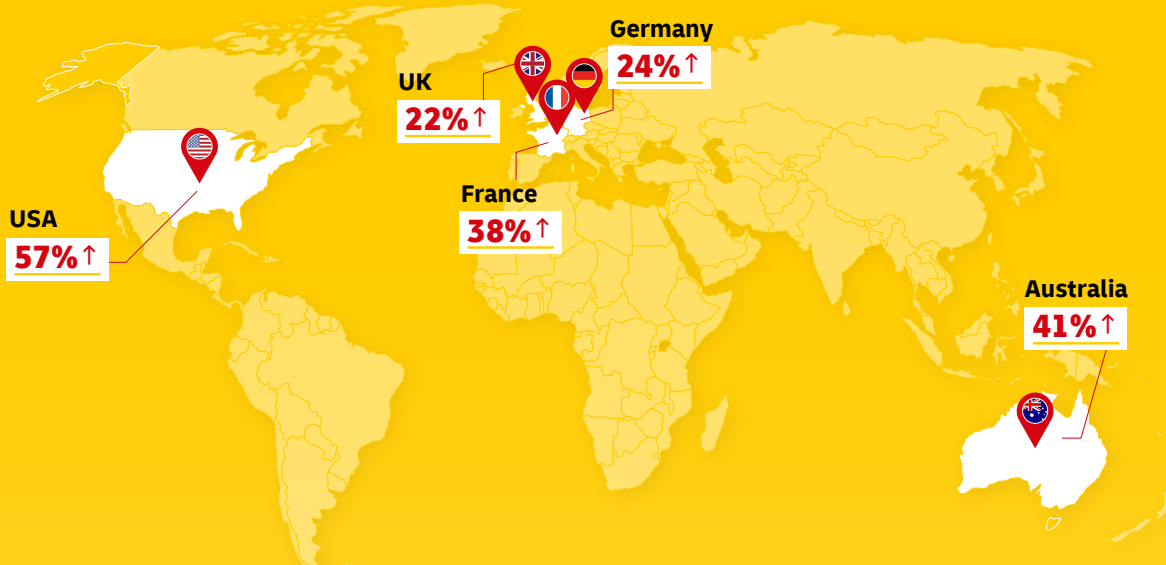 Germany
24%↑
UK
22%↑
France
38%↑
USA
57%↑
Australia
41%↑